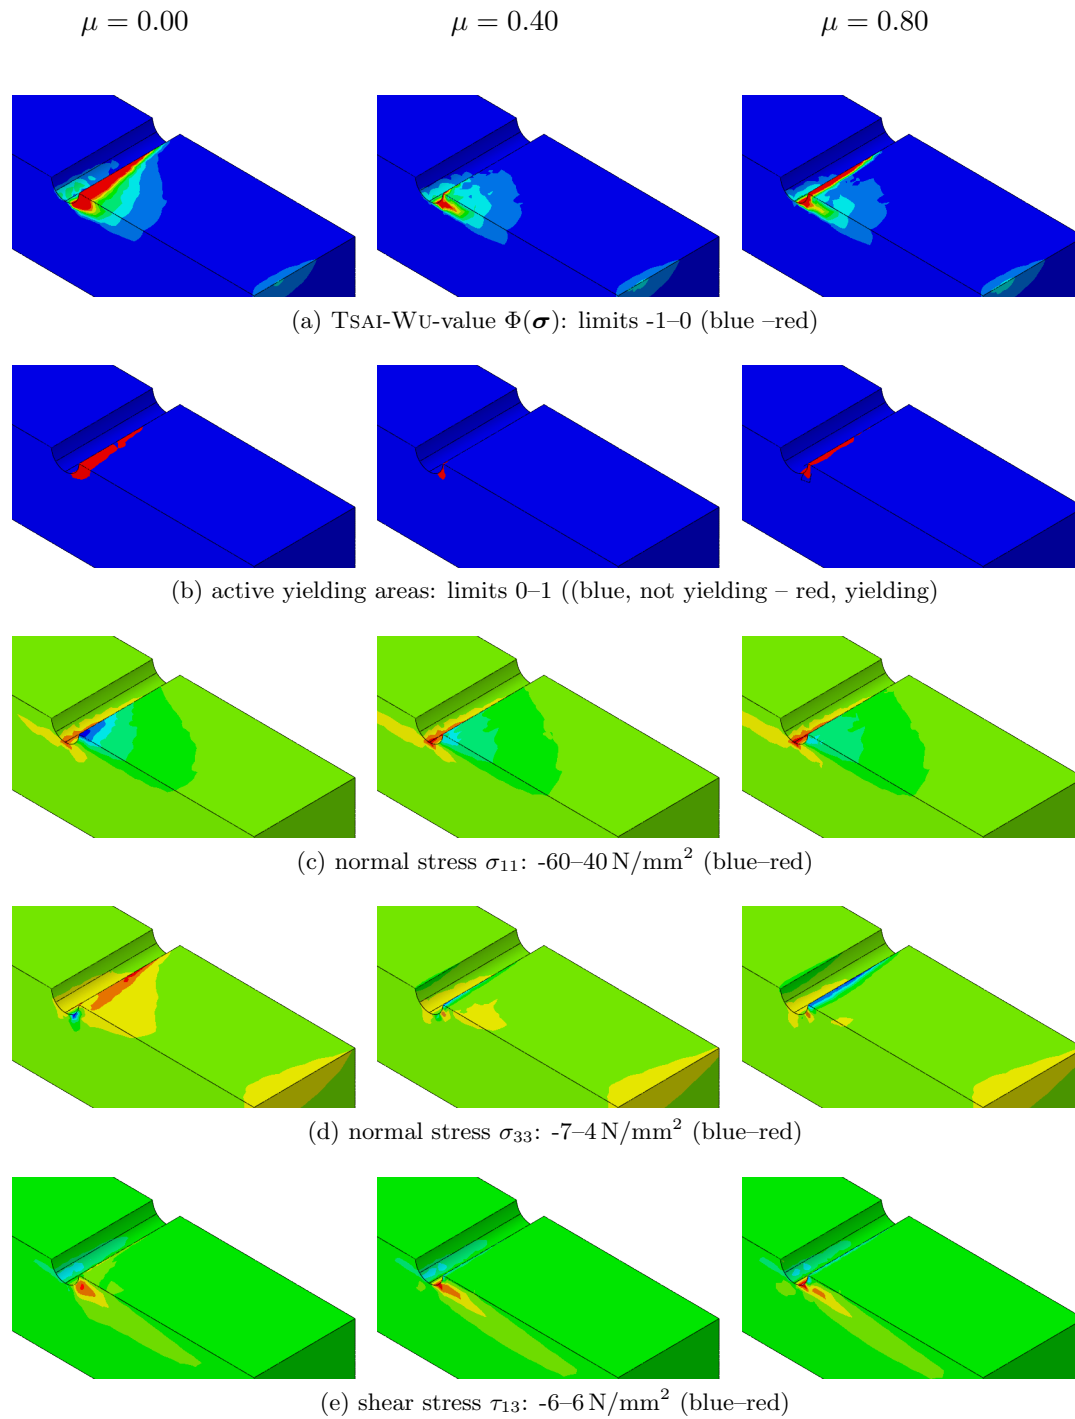 μ = 0.00 μ = 0.40 μ = 0.80
(a) TSAI-WU-value Φ(σ): limits -1–0 (blue –red)
(b) active yielding areas: limits 0–1 ((blue, not yielding – red, yielding)
(c) normal stress σ₁₁: -60–40 N/mm² (blue–red)
(d) normal stress σ₃₃: -7–4 N/mm² (blue–red)
(e) shear stress τ₁₃: -6–6 N/mm² (blue–red)